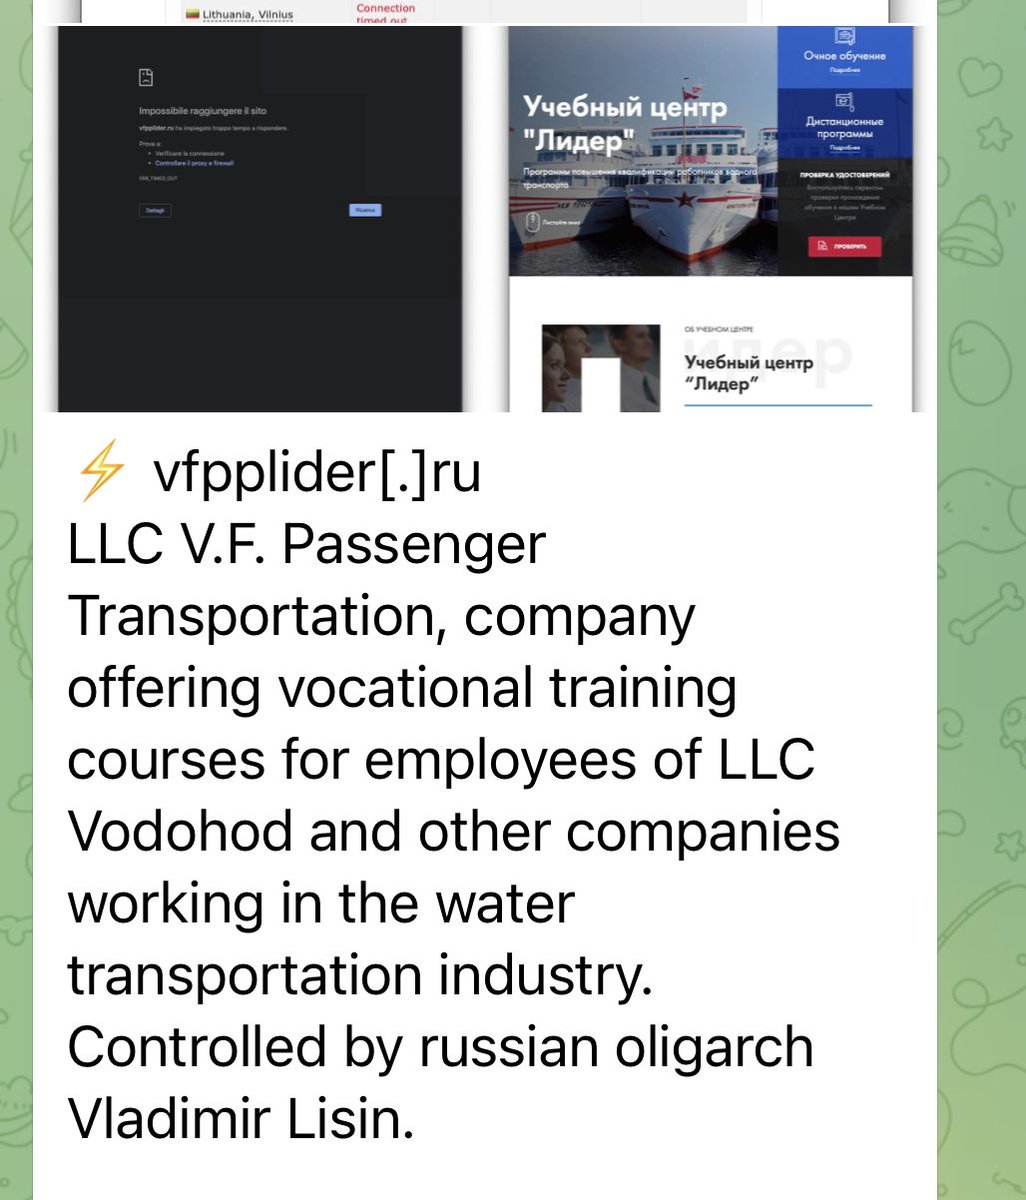 Lithuania, Vilnius
Connection
timed out
Impossibile raggiungere il sito
vfpplider.ru ha impiegato troppo tempo a rispondere.
Prova a:
Verificare la connessione
Controllare il proxy e firewall
ERR_TIMED_OUT
Dettagli
Ricarica
Учебный центр
"Лидер"
Программы повышения квалификации работников водного
транспорта
Листайте вниз
Очное обучение
Подробнее
Дистанционные
программы
Подробнее
ПРОВЕРКА УДОСТОВЕРЕНИЙ
Воспользуйтесь сервисом
проверки прохождения
обучения в нашем Учебном
Центре
ПРОВЕРИТЬ
ОБ УЧЕБНОМ ЦЕНТРЕ
Учебный центр
“Лидер”
⚡ vfpplider[.]ru
LLC V.F. Passenger
Transportation, company
offering vocational training
courses for employees of LLC
Vodohod and other companies
working in the water
transportation industry.
Controlled by russian oligarch
Vladimir Lisin.